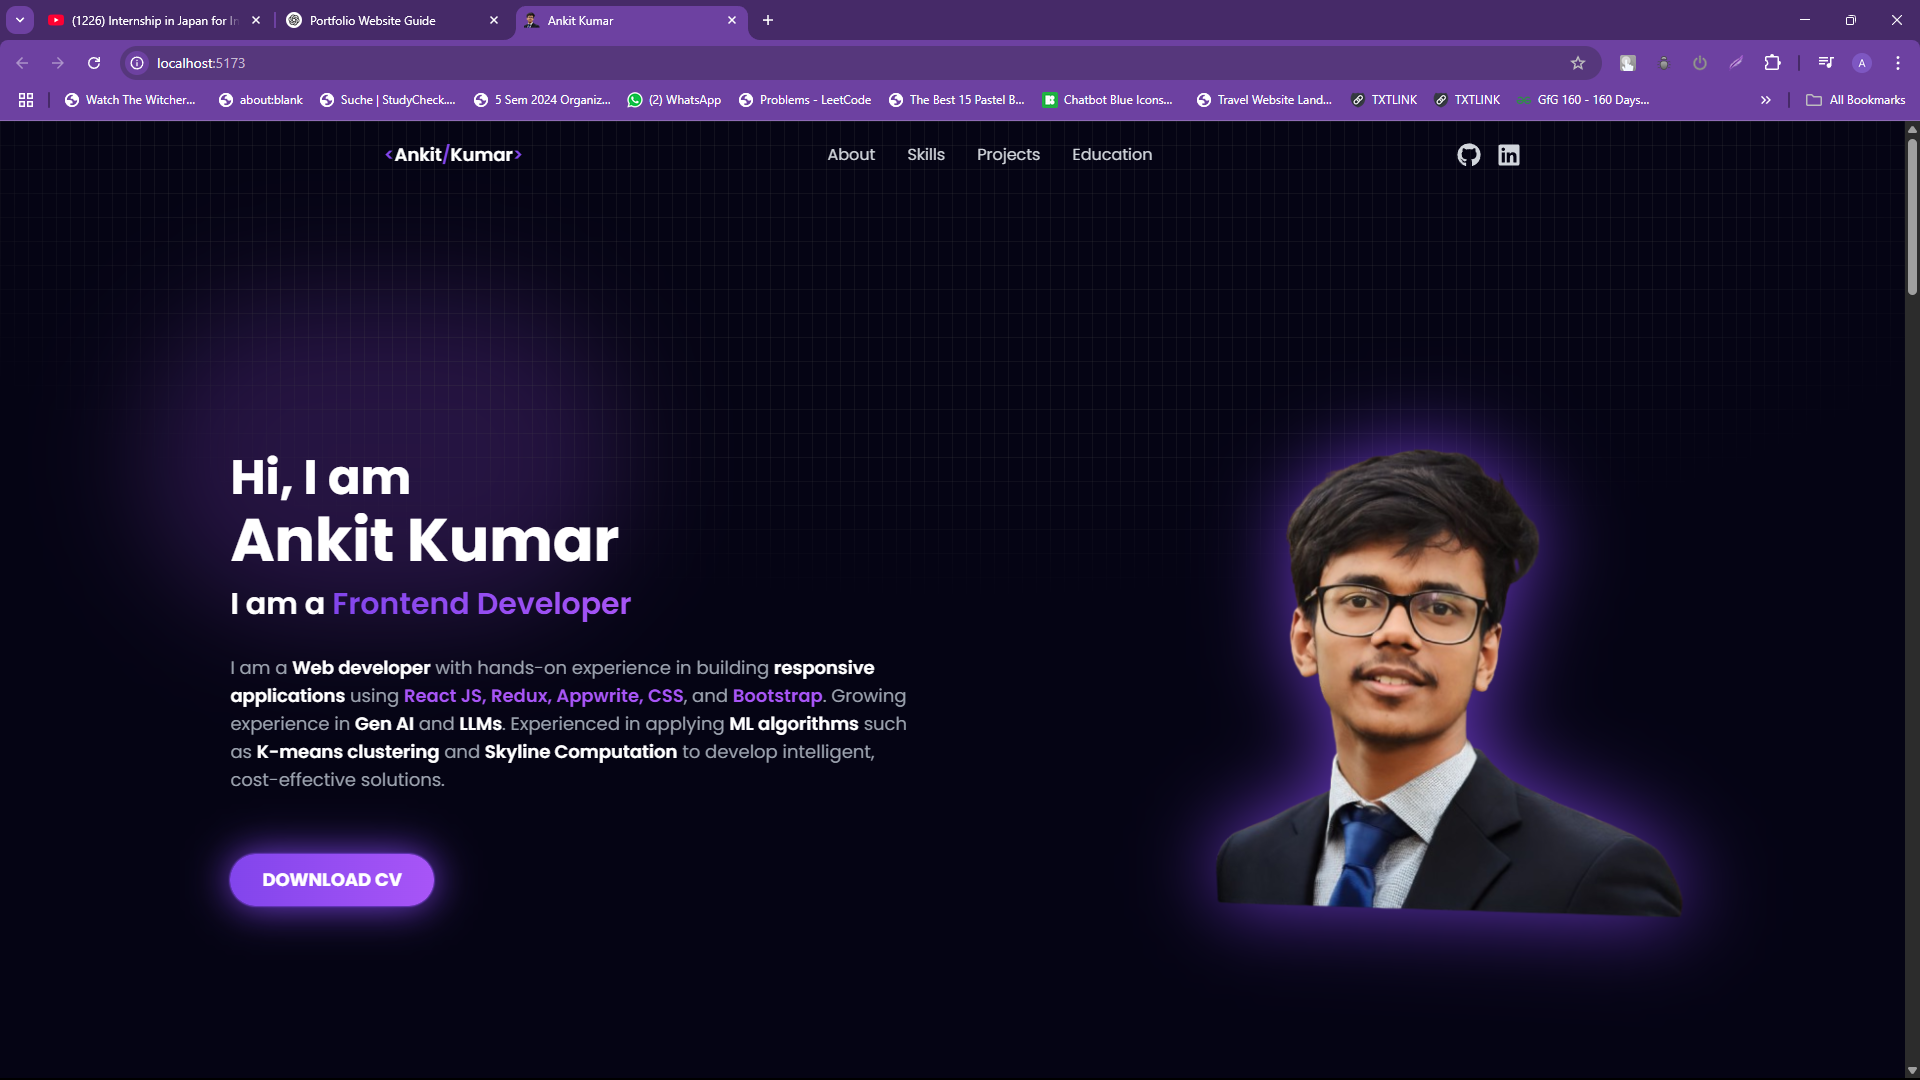 (1226) Internship in Japan for In
Portfolio Website Guide
Ankit Kumar
localhost:5173
A
Watch The Witcher...
about:blank
Suche | StudyCheck....
5 Sem 2024 Organiz...
(2) WhatsApp
Problems - LeetCode
The Best 15 Pastel B...
Chatbot Blue Icons...
Travel Website Land...
TXTLINK
TXTLINK
GfG 160 - 160 Days...
All Bookmarks
<Ankit/Kumar>
About
Skills
Projects
Education
Hi, I am
Ankit Kumar
I am a Frontend Developer
I am a Web developer with hands-on experience in building responsive
applications using React JS, Redux, Appwrite, CSS, and Bootstrap. Growing
experience in Gen AI and LLMs. Experienced in applying ML algorithms such
as K-means clustering and Skyline Computation to develop intelligent,
cost-effective solutions.
DOWNLOAD CV